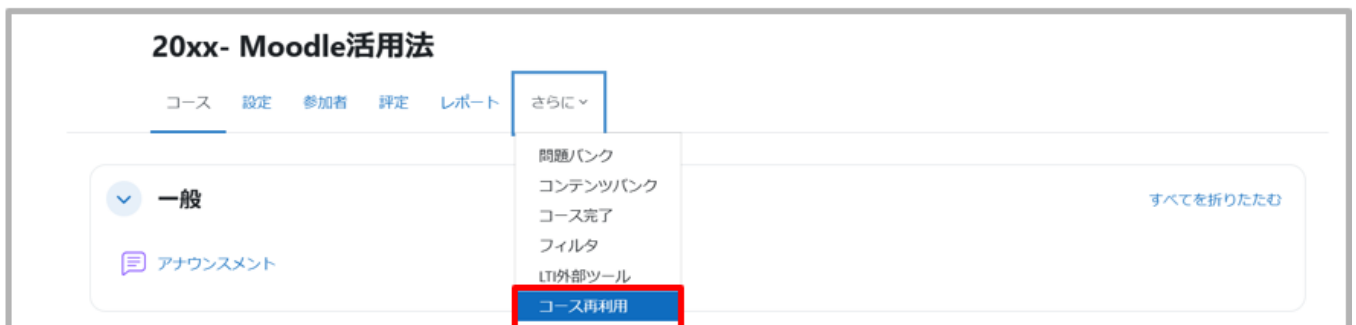 20xx- Moodle活用法
コース 設定 参加者 評定 レポート さらに
問題バンク
コンテンツバンク
コース完了
フィルタ
LTI外部ツール
コース再利用
一般
すべてを折りたたむ
アナウンスメント